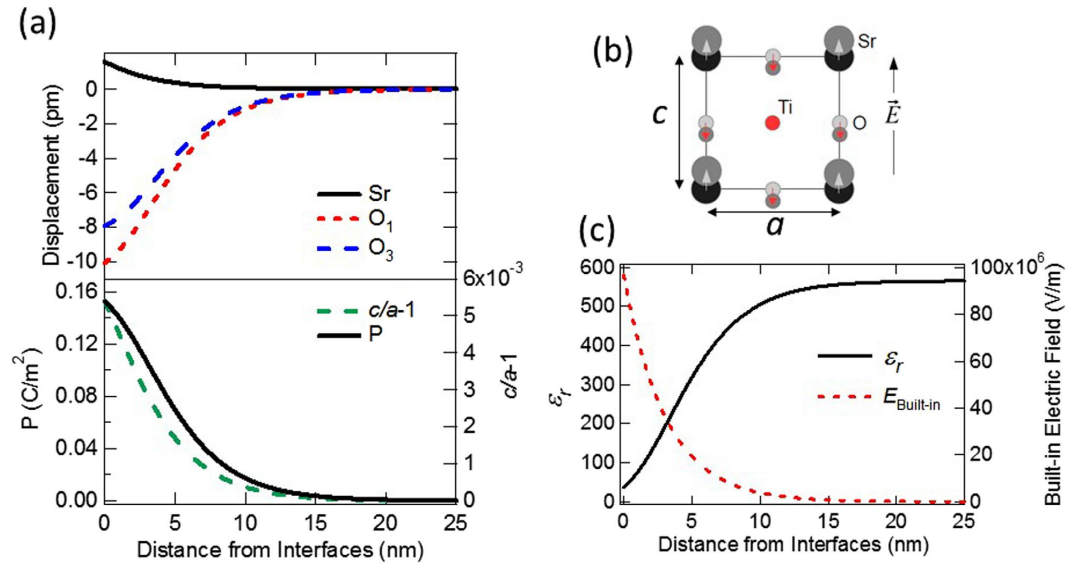 (a)
0
-2
-4
-6
-8
-10
Displacement (pm)
Sr
O₁
O₃
0.16
0.12
0.08
0.04
0.00
P (C/m²)
c/a-1
P
6x10⁻³
5
4
3
2
1
0
c/a-1
0 5 10 15 20 25
Distance from Interfaces (nm)
(b)
Sr
Ti
O
c
a
E⃗
(c)
600
500
400
300
200
100
0
εᵣ
εᵣ
E Built-in
100x10⁶
80
60
40
20
0
Built-in Electric Field (V/m)
0 5 10 15 20 25
Distance from Interfaces (nm)